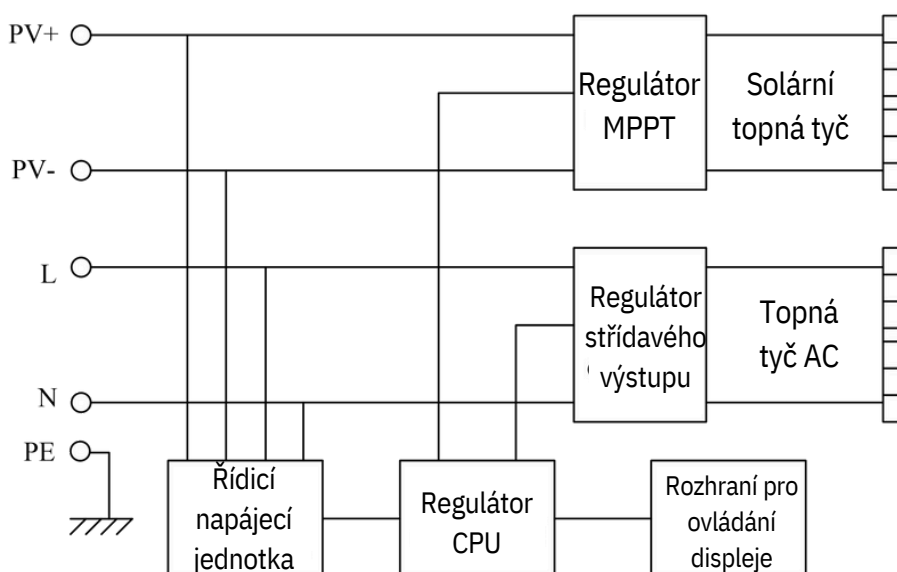 PV+
Regulátor
MPPT
Solární
topná tyč
PV-
L
Regulátor
střídavého
výstupu
Topná
tyč AC
N
PE
Řídicí
napájecí
jednotka
Regulátor
CPU
Rozhraní pro
ovládání
displeje